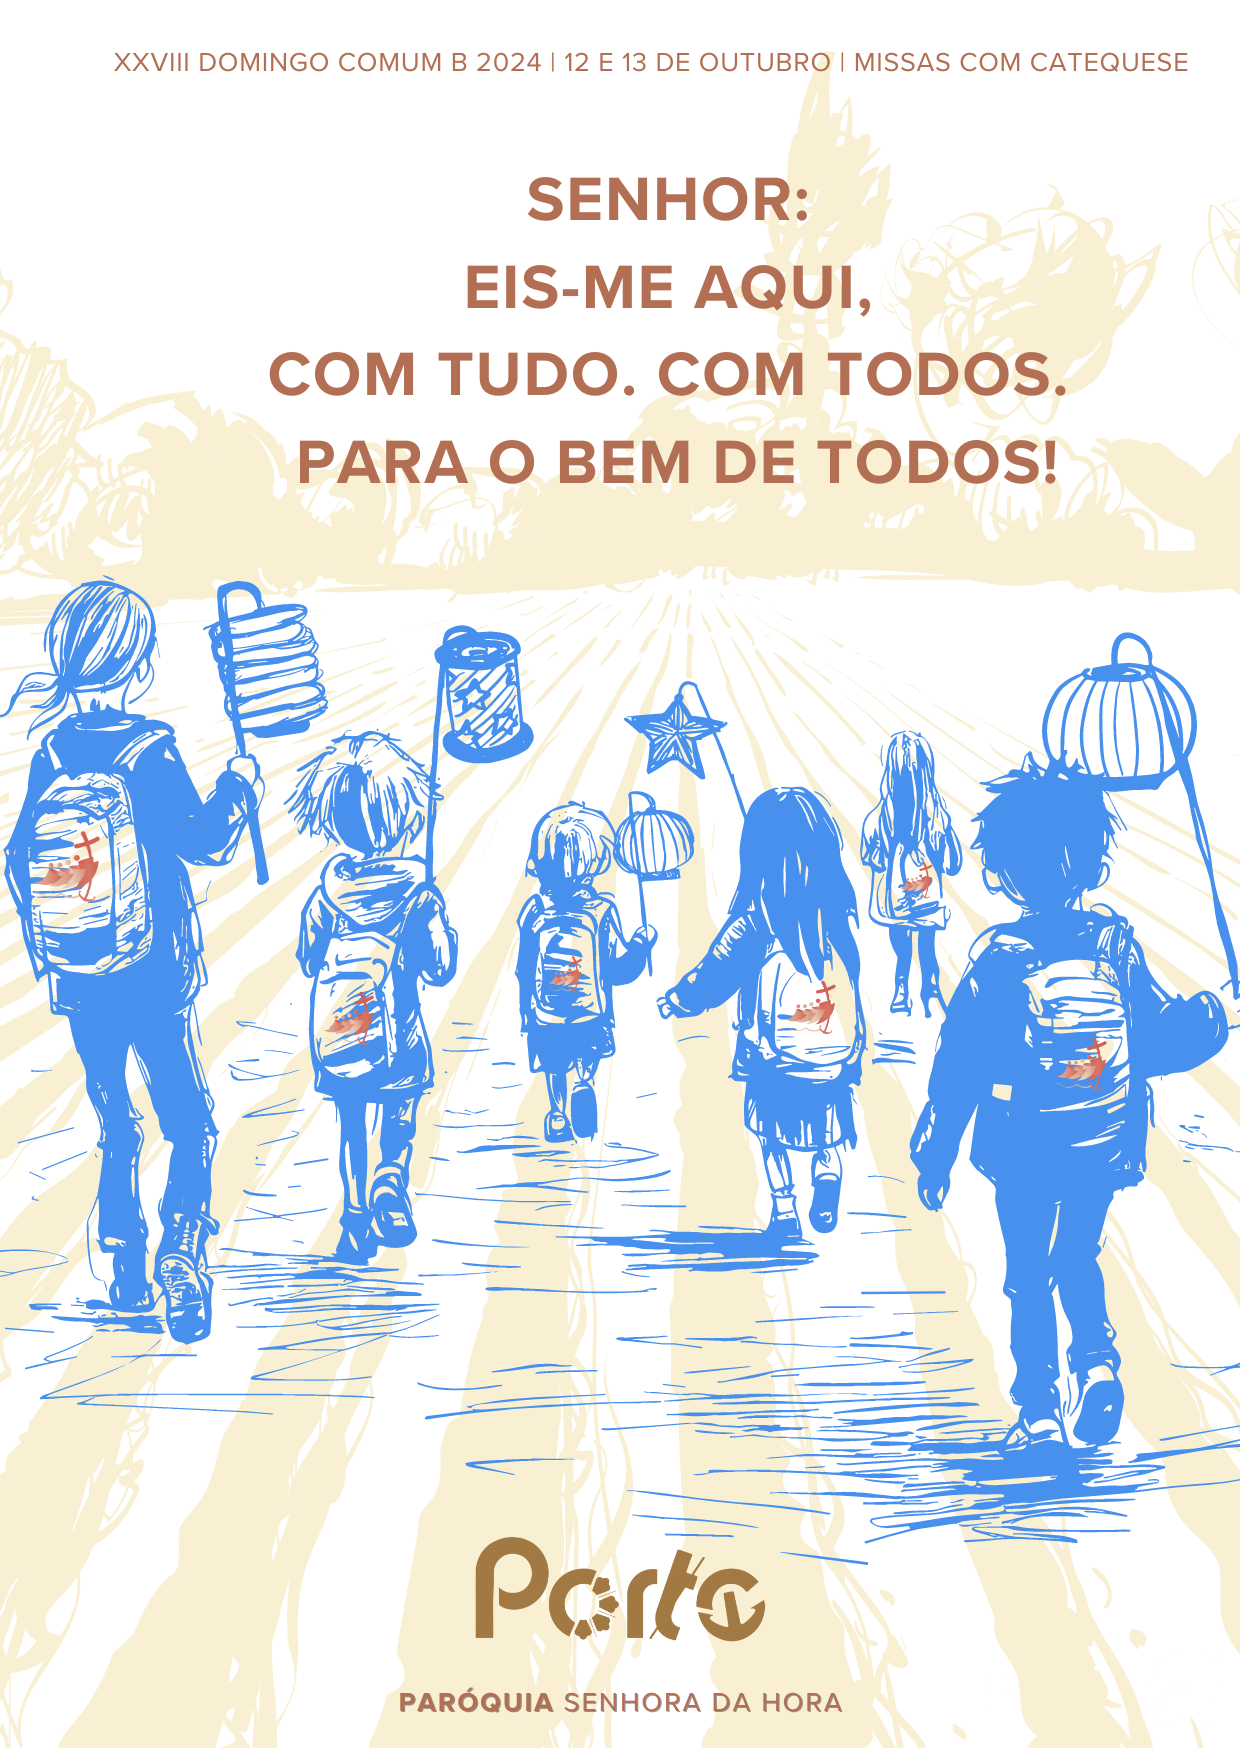 XXVIII DOMINGO COMUM B 2024 | 12 E 13 DE OUTUBRO | MISSAS COM CATEQUESE
SENHOR:
EIS-ME AQUI,
COM TUDO. COM TODOS.
PARA O BEM DE TODOS!
Porto
PARÓQUIA SENHORA DA HORA